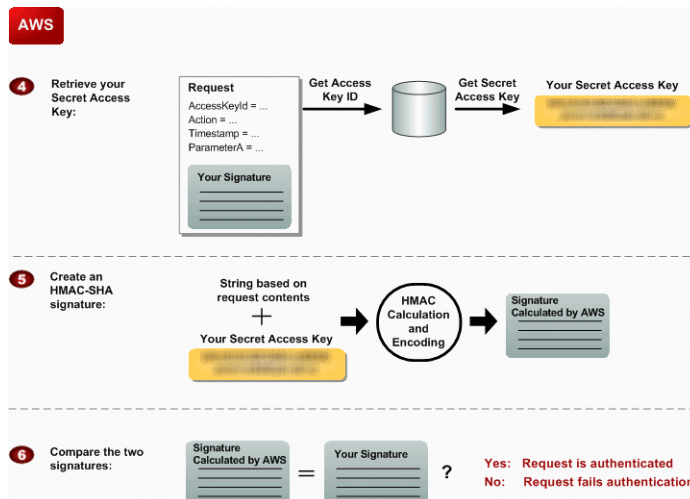 AWS
4
Retrieve your
Secret Access
Key:
Request
AccessKeyId = ...
Action = ...
Timestamp = ...
ParameterA = ...
Your Signature
Get Access
Key ID
Get Secret
Access Key
Your Secret Access Key
5
Create an
HMAC-SHA
signature:
String based on
request contents
+
Your Secret Access Key
HMAC
Calculation
and
Encoding
Signature
Calculated by AWS
6
Compare the two
signatures:
Signature
Calculated by AWS
=
Your Signature
?
Yes: Request is authenticated
No: Request fails authentication